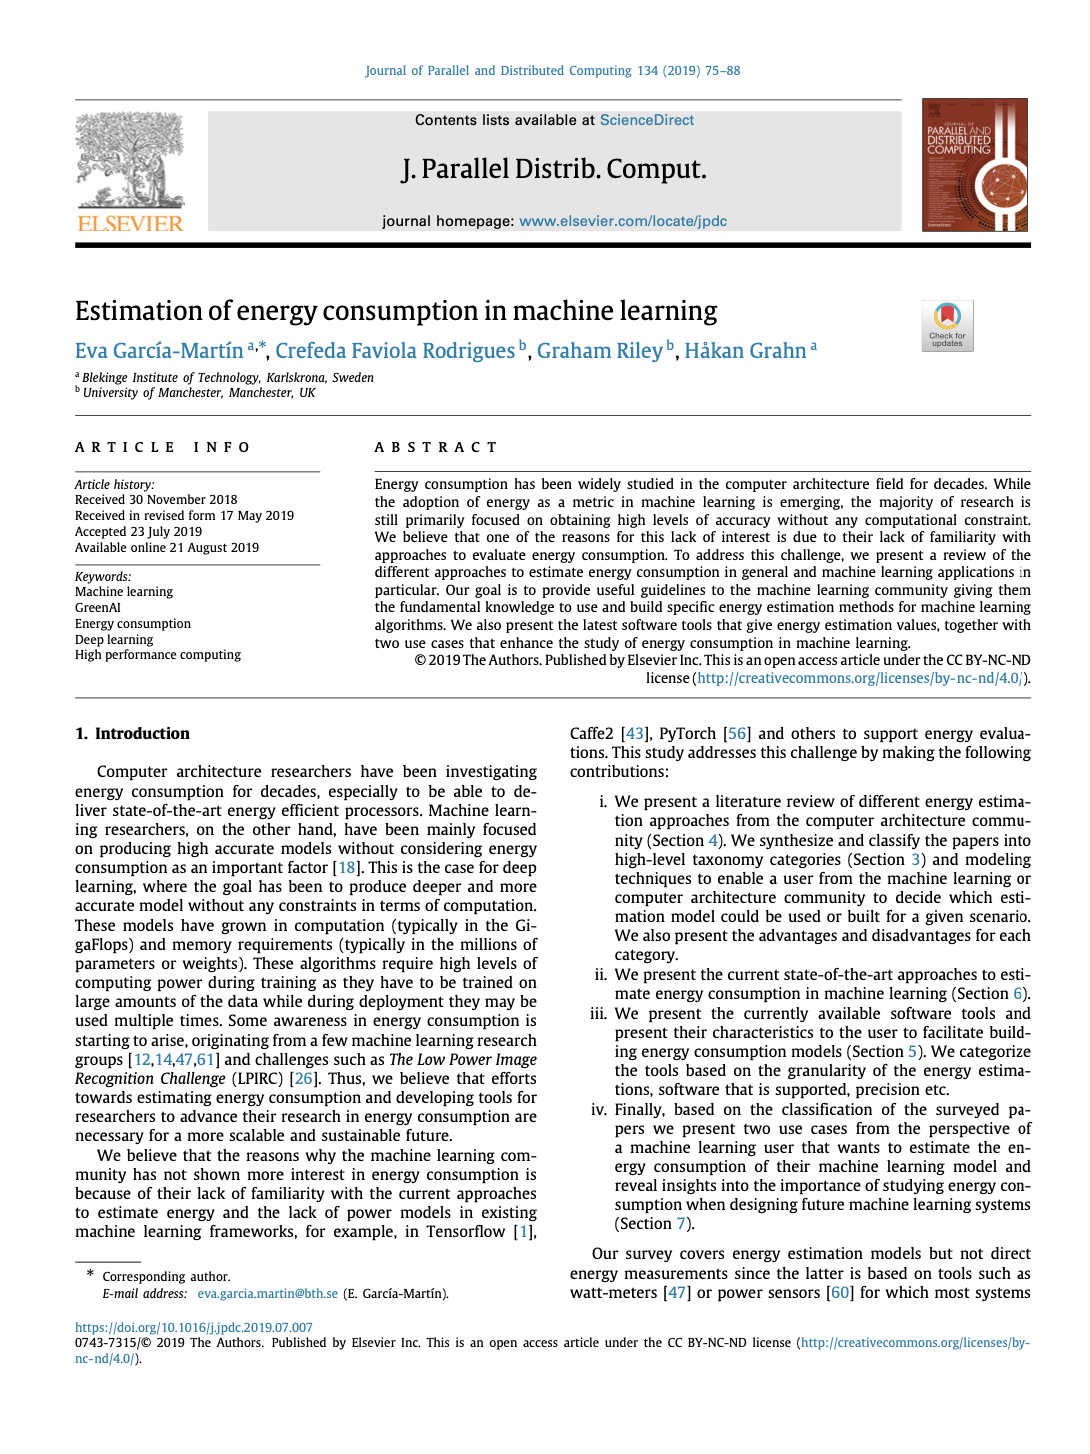 Journal of Parallel and Distributed Computing 134 (2019) 75–88
Contents lists available at ScienceDirect
J. Parallel Distrib. Comput.
journal homepage: www.elsevier.com/locate/jpdc
ELSEVIER
JOURNAL OF
PARALLEL AND
DISTRIBUTED
COMPUTING
Estimation of energy consumption in machine learning
Check for
updates
Eva García-Martín a,*, Crefeda Faviola Rodrigues b, Graham Riley b, Håkan Grahn a
a Blekinge Institute of Technology, Karlskrona, Sweden
b University of Manchester, Manchester, UK
ARTICLE INFO
Article history:
Received 30 November 2018
Received in revised form 17 May 2019
Accepted 23 July 2019
Available online 21 August 2019
Keywords:
Machine learning
GreenAI
Energy consumption
Deep learning
High performance computing
ABSTRACT
Energy consumption has been widely studied in the computer architecture field for decades. While
the adoption of energy as a metric in machine learning is emerging, the majority of research is
still primarily focused on obtaining high levels of accuracy without any computational constraint.
We believe that one of the reasons for this lack of interest is due to their lack of familiarity with
approaches to evaluate energy consumption. To address this challenge, we present a review of the
different approaches to estimate energy consumption in general and machine learning applications in
particular. Our goal is to provide useful guidelines to the machine learning community giving them
the fundamental knowledge to use and build specific energy estimation methods for machine learning
algorithms. We also present the latest software tools that give energy estimation values, together with
two use cases that enhance the study of energy consumption in machine learning.
© 2019 The Authors. Published by Elsevier Inc. This is an open access article under the CC BY-NC-ND
license (http://creativecommons.org/licenses/by-nc-nd/4.0/).
1. Introduction
Computer architecture researchers have been investigating
energy consumption for decades, especially to be able to de-
liver state-of-the-art energy efficient processors. Machine learn-
ing researchers, on the other hand, have been mainly focused
on producing high accurate models without considering energy
consumption as an important factor [18]. This is the case for deep
learning, where the goal has been to produce deeper and more
accurate model without any constraints in terms of computation.
These models have grown in computation (typically in the Gi-
gaFlops) and memory requirements (typically in the millions of
parameters or weights). These algorithms require high levels of
computing power during training as they have to be trained on
large amounts of the data while during deployment they may be
used multiple times. Some awareness in energy consumption is
starting to arise, originating from a few machine learning research
groups [12,14,47,61] and challenges such as The Low Power Image
Recognition Challenge (LPIRC) [26]. Thus, we believe that efforts
towards estimating energy consumption and developing tools for
researchers to advance their research in energy consumption are
necessary for a more scalable and sustainable future.
We believe that the reasons why the machine learning com-
munity has not shown more interest in energy consumption is
because of their lack of familiarity with the current approaches
to estimate energy and the lack of power models in existing
machine learning frameworks, for example, in Tensorflow [1],
* Corresponding author.
E-mail address: eva.garcia.martin@bth.se (E. García-Martín).
Caffe2 [43], PyTorch [56] and others to support energy evalua-
tions. This study addresses this challenge by making the following
contributions:
i. We present a literature review of different energy estima-
tion approaches from the computer architecture commu-
nity (Section 4). We synthesize and classify the papers into
high-level taxonomy categories (Section 3) and modeling
techniques to enable a user from the machine learning or
computer architecture community to decide which esti-
mation model could be used or built for a given scenario.
We also present the advantages and disadvantages for each
category.
ii. We present the current state-of-the-art approaches to esti-
mate energy consumption in machine learning (Section 6).
iii. We present the currently available software tools and
present their characteristics to the user to facilitate build-
ing energy consumption models (Section 5). We categorize
the tools based on the granularity of the energy estima-
tions, software that is supported, precision etc.
iv. Finally, based on the classification of the surveyed pa-
pers we present two use cases from the perspective of
a machine learning user that wants to estimate the en-
ergy consumption of their machine learning model and
reveal insights into the importance of studying energy con-
sumption when designing future machine learning systems
(Section 7).
Our survey covers energy estimation models but not direct
energy measurements since the latter is based on tools such as
watt-meters [47] or power sensors [60] for which most systems
https://doi.org/10.1016/j.jpdc.2019.07.007
0743-7315/© 2019 The Authors. Published by Elsevier Inc. This is an open access article under the CC BY-NC-ND license (http://creativecommons.org/licenses/by-
nc-nd/4.0/).